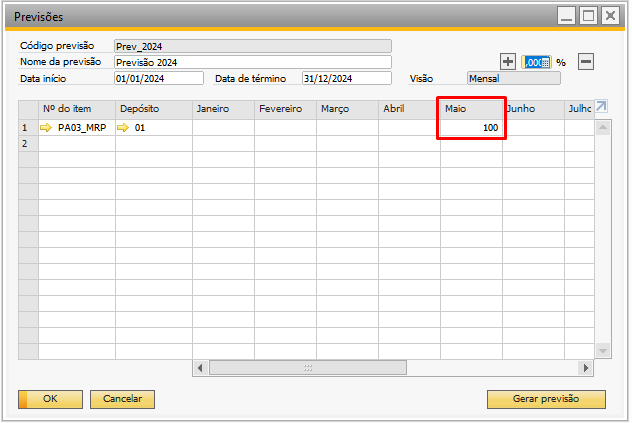 Previsões
Código previsão Prev_2024
Nome da previsão Previsão 2024 ,000 %
Data início 01/01/2024 Data de término 31/12/2024 Visão Mensal
Nº do item Depósito Janeiro Fevereiro Março Abril Maio Junho Julhc
1 PA03_MRP 01 100
2
OK Cancelar Gerar previsão